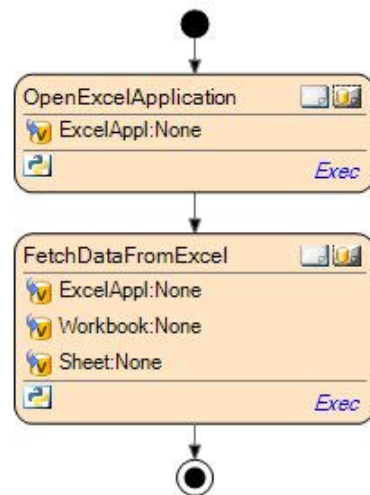 OpenExcelApplication
ExcelAppl:None
Exec
FetchDataFromExcel
ExcelAppl:None
Workbook:None
Sheet:None
Exec